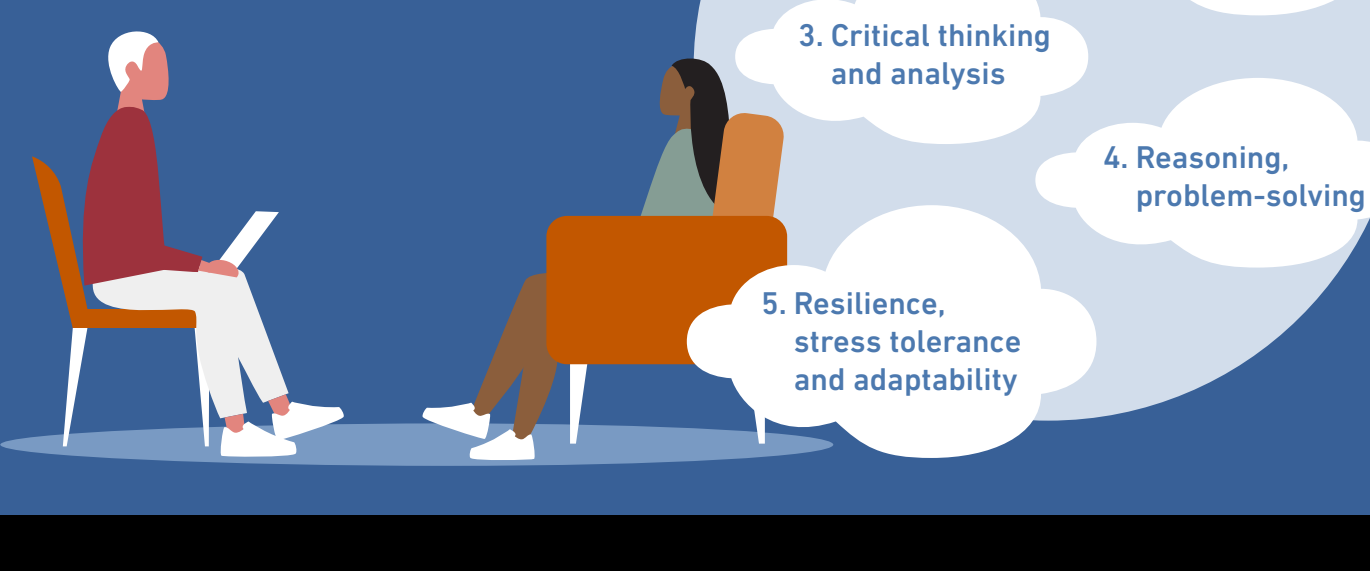 3. Critical thinking
and analysis
4. Reasoning,
problem-solving
5. Resilience,
stress tolerance
and adaptability